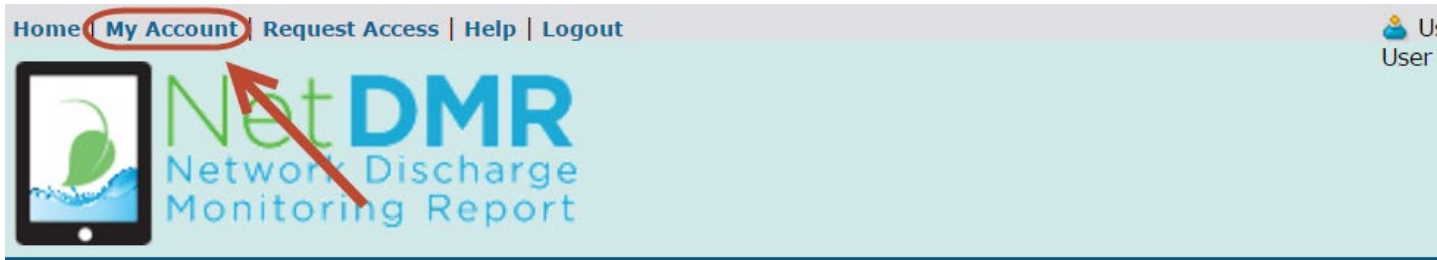 Home | My Account | Request Access | Help | Logout
User
NetDMR
Network Discharge
Monitoring Report